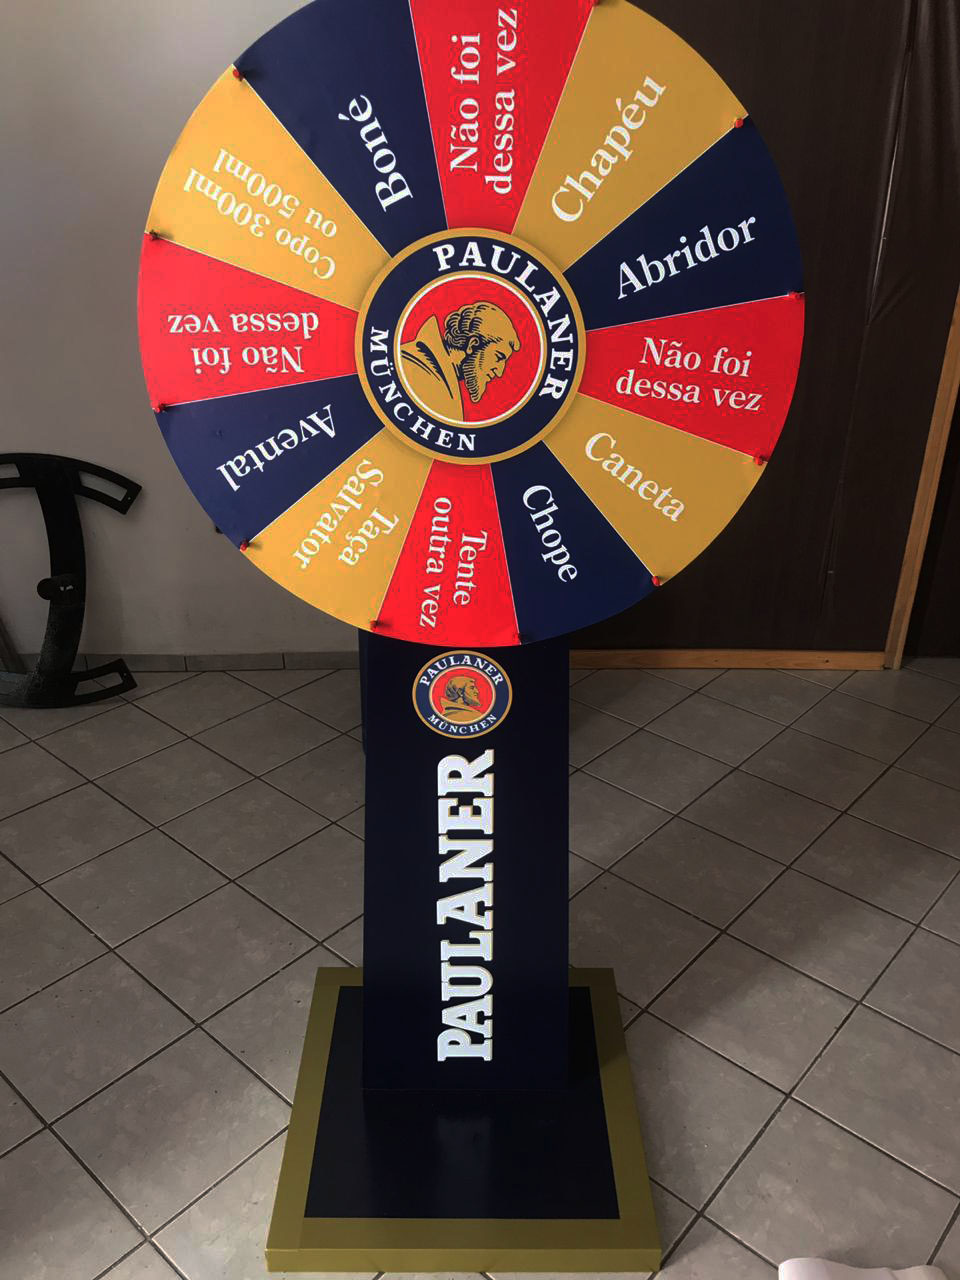 Não foi
dessa vez
Chapéu
Abridor
Não foi
dessa vez
Caneta
Chope
Tente
outra vez
Taça
Salvator
Avental
Não foi
dessa vez
Copo 300ml
ou 500ml
Boné
PAULANER
MÜNCHEN
PAULANER
MÜNCHEN
PAULANER